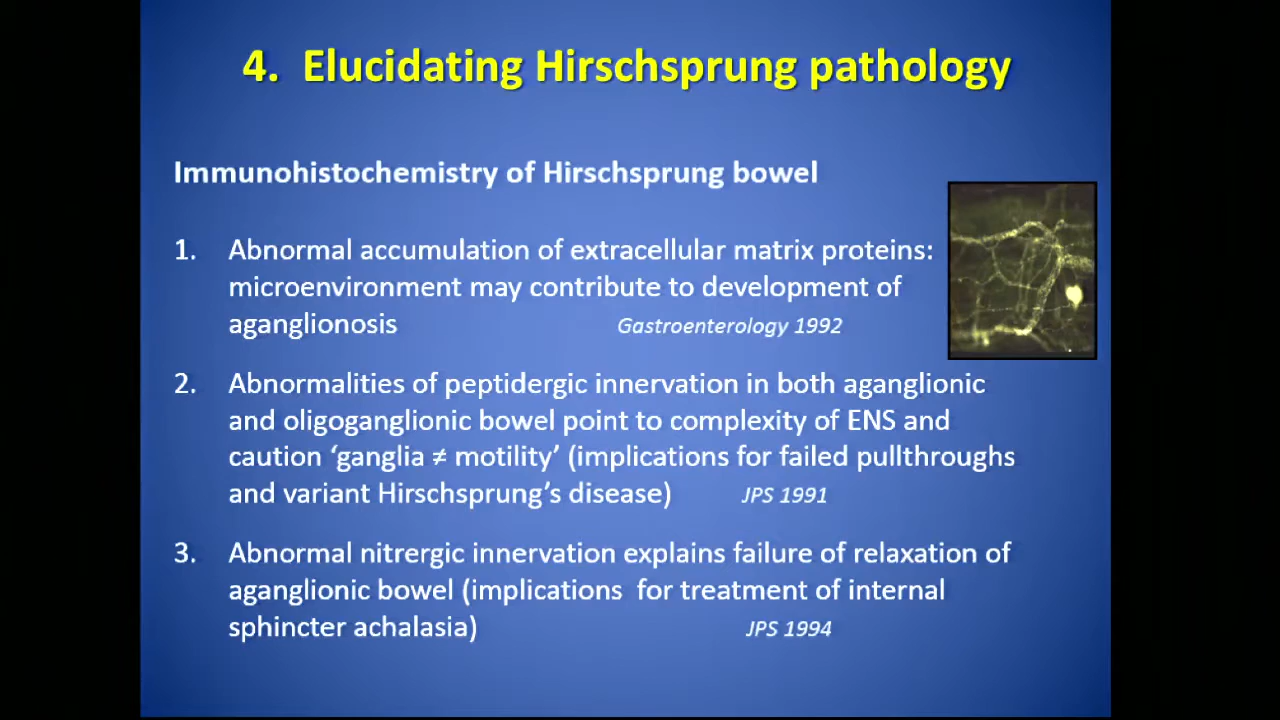 4. Elucidating Hirschsprung pathology
Immunohistochemistry of Hirschsprung bowel
1. Abnormal accumulation of extracellular matrix proteins:
microenvironment may contribute to development of
aganglionosis Gastroenterology 1992
2. Abnormalities of peptidergic innervation in both aganglionic
and oligoganglionic bowel point to complexity of ENS and
caution ‘ganglia ≠ motility’ (implications for failed pullthroughs
and variant Hirschsprung’s disease) JPS 1991
3. Abnormal nitrergic innervation explains failure of relaxation of
aganglionic bowel (implications for treatment of internal
sphincter achalasia) JPS 1994